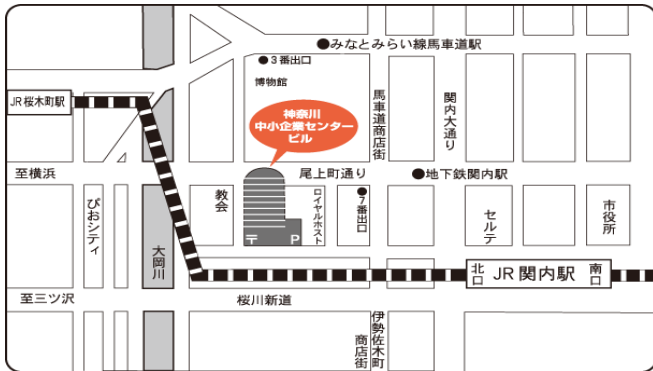 ●みなとみらい線馬車道駅
●3番出口
博物館
JR桜木町駅
神奈川
中小企業センター
ビル
馬車道商店街
関内大通り
至横浜
尾上町通り
●地下鉄関内駅
ぴおシティ
大岡川
教会
〒
P
ロイヤルホスト
●7番出口
セルテ
市役所
北口
JR関内駅
南口
至三ツ沢
桜川新道
伊勢佐木町
商店街